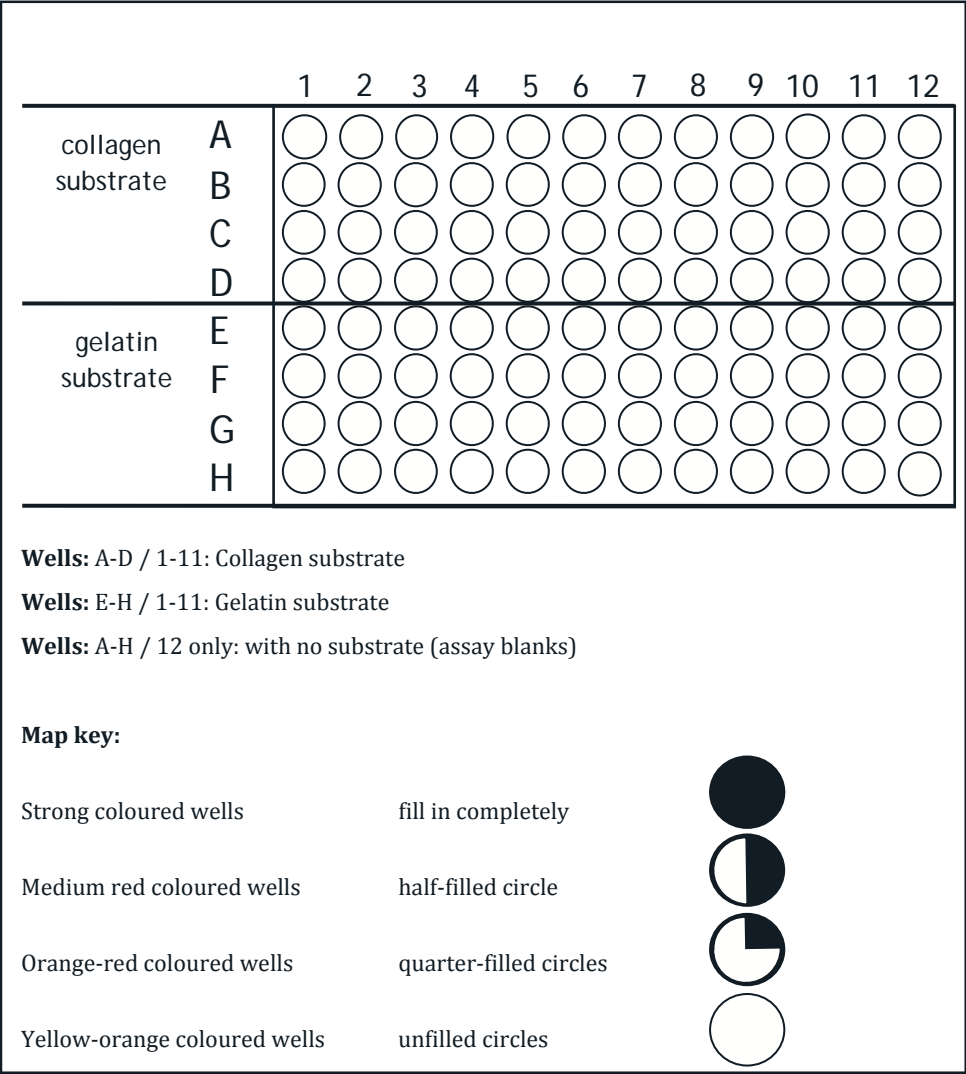 1 2 3 4 5 6 7 8 9 10 11 12
collagen
substrate
A
B
C
D
gelatin
substrate
E
F
G
H
Wells: A-D / 1-11: Collagen substrate
Wells: E-H / 1-11: Gelatin substrate
Wells: A-H / 12 only: with no substrate (assay blanks)
Map key:
Strong coloured wells fill in completely
Medium red coloured wells half-filled circle
Orange-red coloured wells quarter-filled circles
Yellow-orange coloured wells unfilled circles